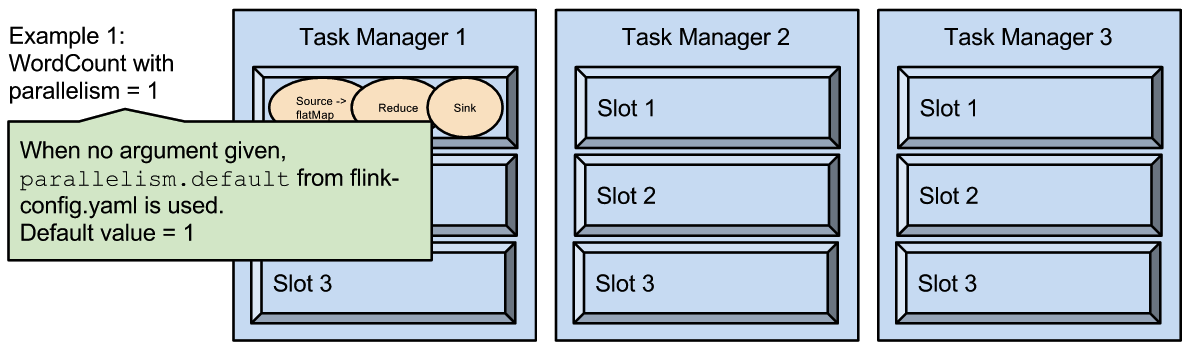 Example 1:
WordCount with
parallelism = 1
When no argument given,
parallelism.default from flink-
config.yaml is used.
Default value = 1
Task Manager 1
Source ->
flatMap
Reduce
Sink
Slot 3
Task Manager 2
Slot 1
Slot 2
Slot 3
Task Manager 3
Slot 1
Slot 2
Slot 3